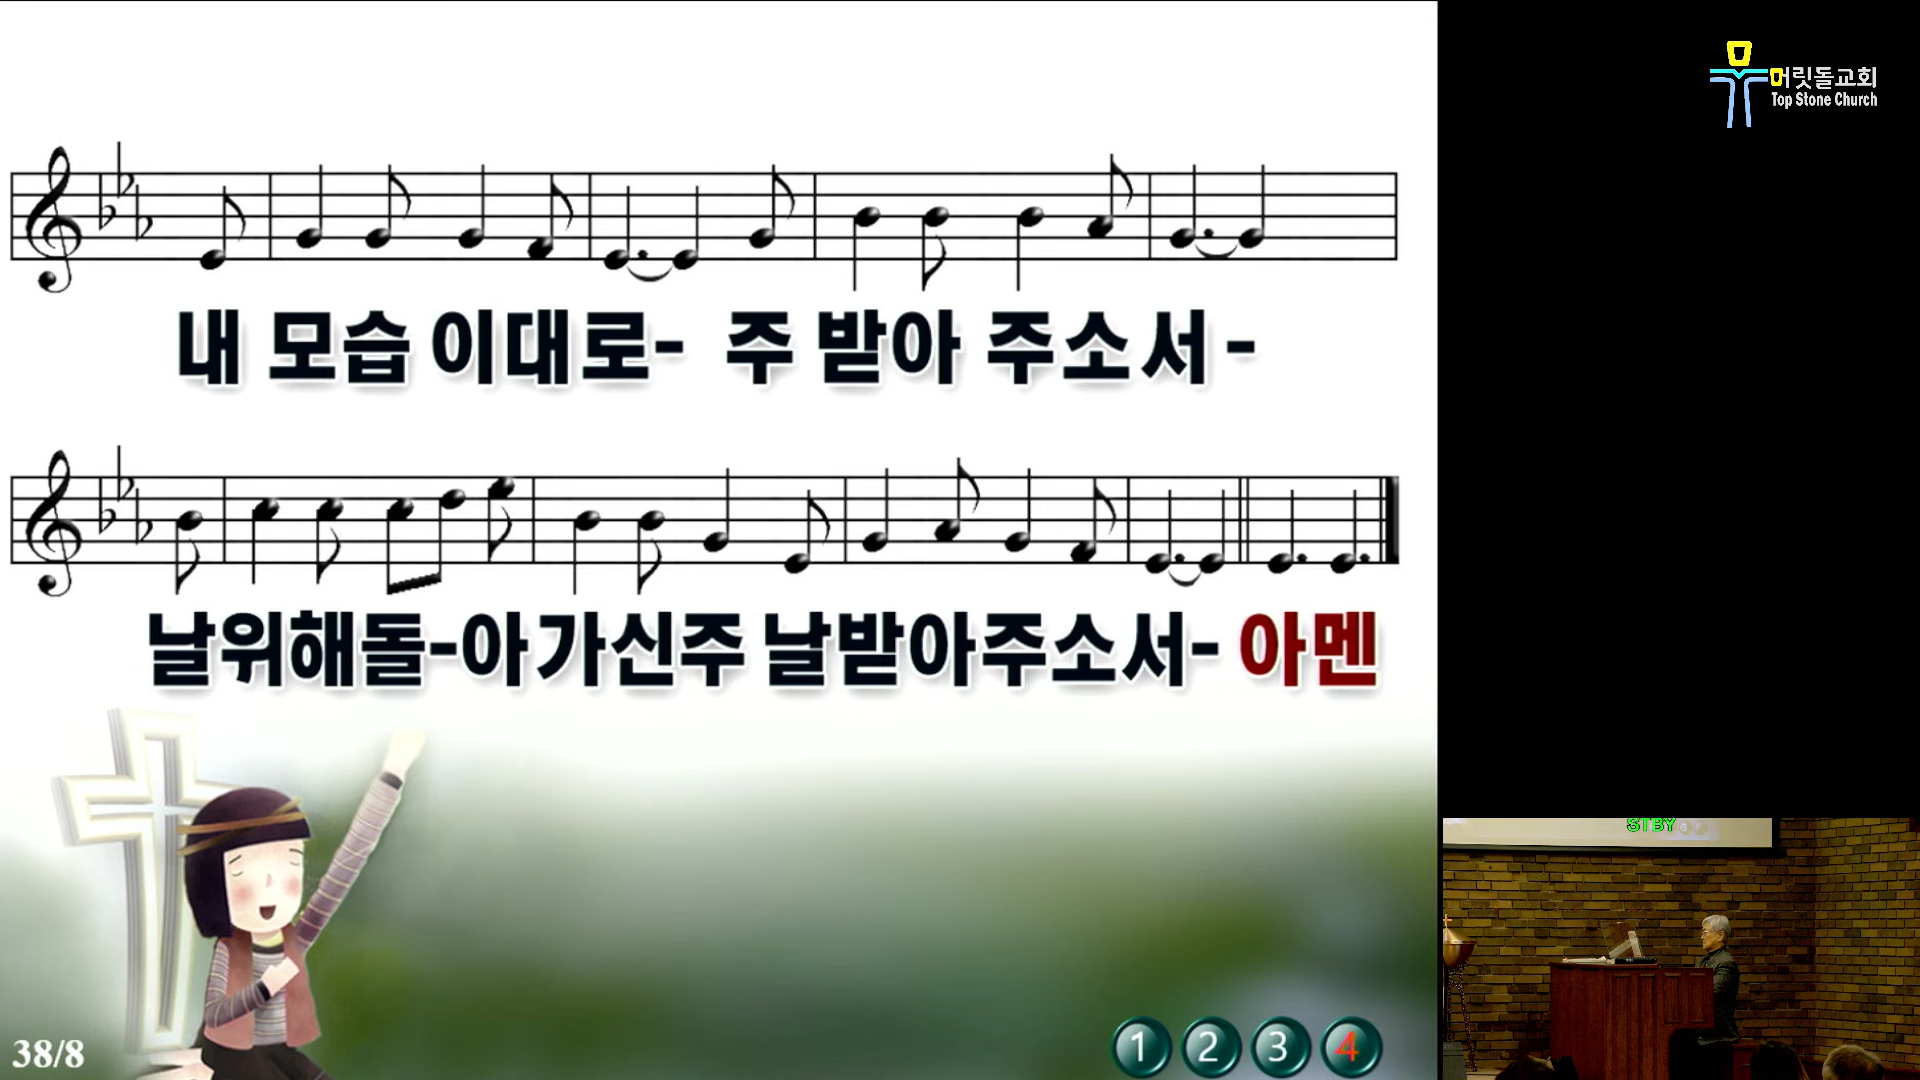 머릿돌교회
Top Stone Church
내 모습 이대로- 주 받아 주소서-
날위해돌-아가신주 날받아주소서- 아멘
STBY
38/8
1 2 3 4